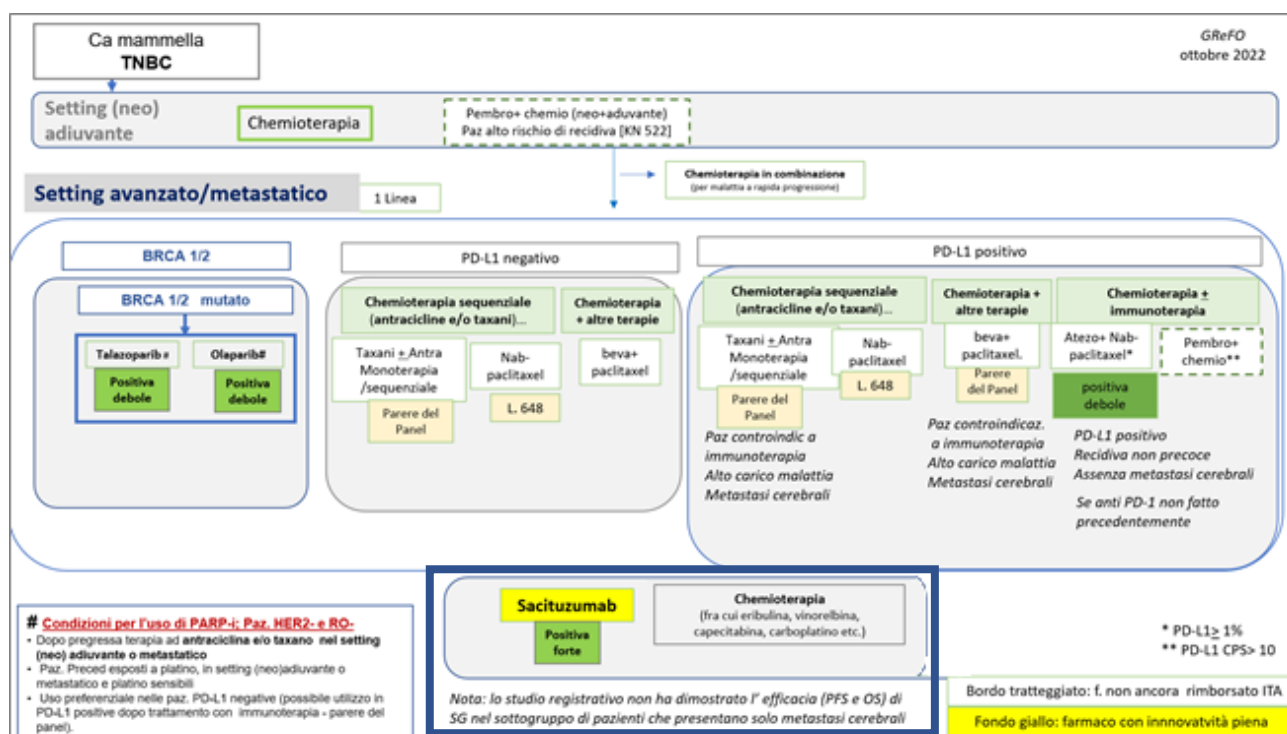 Ca mammella
TNBC
GReFO
ottobre 2022
Setting (neo)
adiuvante
Chemioterapia
Pembro+ chemio (neo+aduvante)
Paz alto rischio di recidiva [KN 522]
Chemioterapia in combinazione
(per malattia a rapida progressione)
Setting avanzato/metastatico
1 Linea
BRCA 1/2
BRCA 1/2 mutato
Talazoparib #
Olaparib#
Positiva
debole
Positiva
debole
PD-L1 negativo
Chemioterapia sequenziale
(antracicline e/o taxani)...
Chemioterapia
+ altre terapie
Taxani ± Antra
Monoterapia
/sequenziale
Nab-
paclitaxel
beva+
paclitaxel
Parere del
Panel
L. 648
PD-L1 positivo
Chemioterapia sequenziale
(antracicline e/o taxani)...
Chemioterapia +
altre terapie
Chemioterapia ±
immunoterapia
Taxani ± Antra
Monoterapia
/sequenziale
Nab-
paclitaxel
beva+
paclitaxel.
Atezo+ Nab-
paclitaxel*
Pembro+
chemio**
Parere del
Panel
L. 648
Parere
del Panel
positiva
debole
Paz controindic a
immunoterapia
Alto carico malattia
Metastasi cerebrali
Paz controindicaz.
a immunoterapia
Alto carico malattia
Metastasi cerebrali
PD-L1 positivo
Recidiva non precoce
Assenza metastasi cerebrali
Se anti PD-1 non fatto
precedentemente
Sacituzumab
Positiva
forte
Chemioterapia
(fra cui eribulina, vinorelbina,
capecitabina, carboplatino etc.)
Nota: lo studio registrativo non ha dimostrato l' efficacia (PFS e OS) di
SG nel sottogruppo di pazienti che presentano solo metastasi cerebrali
# Condizioni per l'uso di PARP-i; Paz. HER2- e RO-
- Dopo pregressa terapia ad antraciclina e/o taxano nel setting
(neo) adiuvante o metastatico
- Paz. Preced esposti a platino, in setting (neo)adiuvante o
metastatico e platino sensibili
- Uso preferenziale nelle paz. PD-L1 negative (possibile utilizzo in
PD-L1 positive dopo trattamento con immunoterapia - parere del
panel).
* PD-L1≥ 1%
** PD-L1 CPS> 10
Bordo tratteggiato: f. non ancora rimborsato ITA
Fondo giallo: farmaco con innnovatvità piena